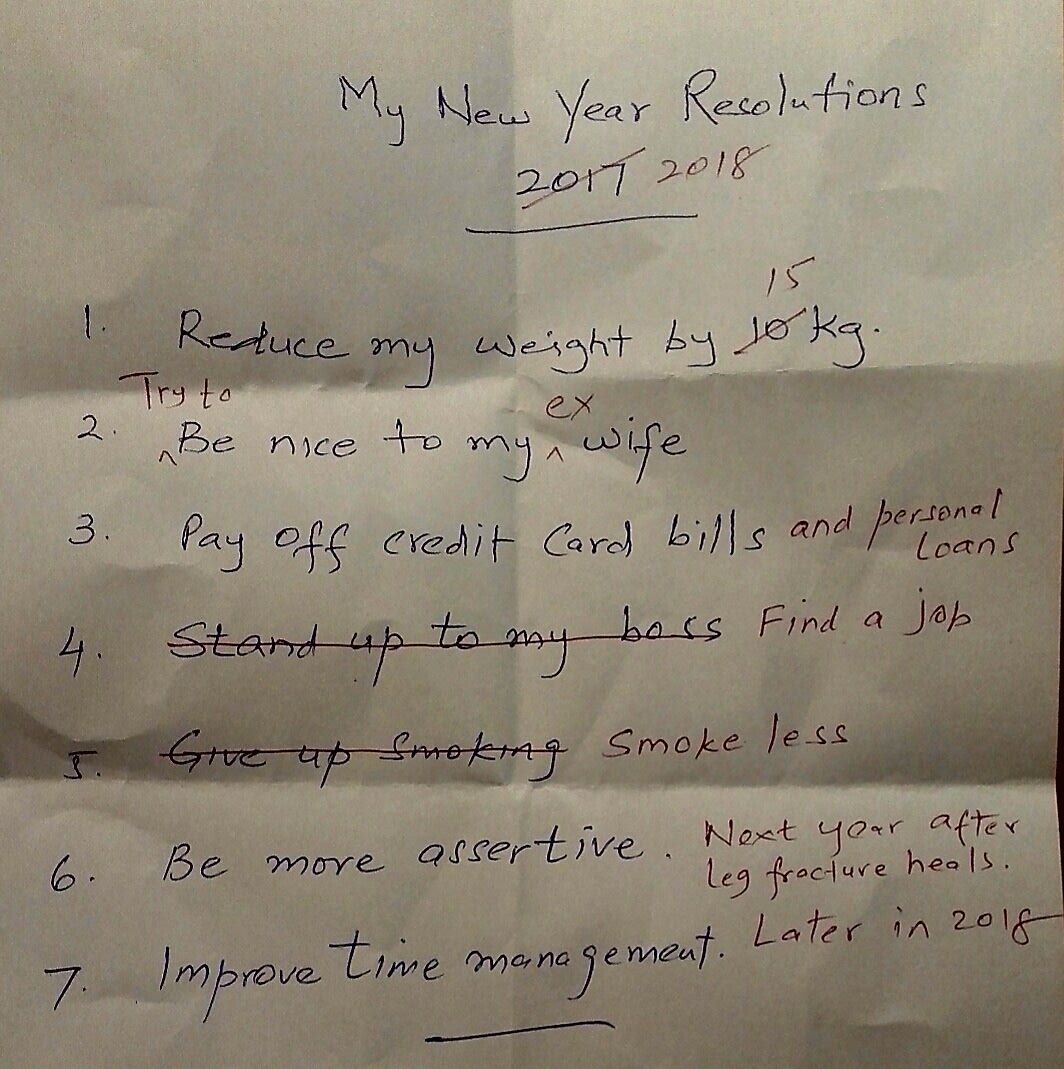 My New Year Resolutions
2017 2018
15
1. Reduce my weight by 10 kg.
Try to ex
2. ^Be nice to my ^ wife
3. Pay off credit Card bills and personal
Loans
4. Stand up to my boss Find a job
5. Give up Smoking Smoke less
6. Be more assertive. Next year after
leg fracture heals.
7. Improve time management. Later in 2018